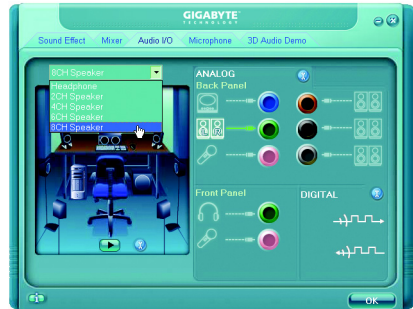 GIGABYTE
TECHNOLOGY
Sound Effect
Mixer
Audio I/O
Microphone
3D Audio Demo
8CH Speaker
Headphone
2CH Speaker
4CH Speaker
6CH Speaker
8CH Speaker
ANALOG
Back Panel
L R
Front Panel
DIGITAL
OK